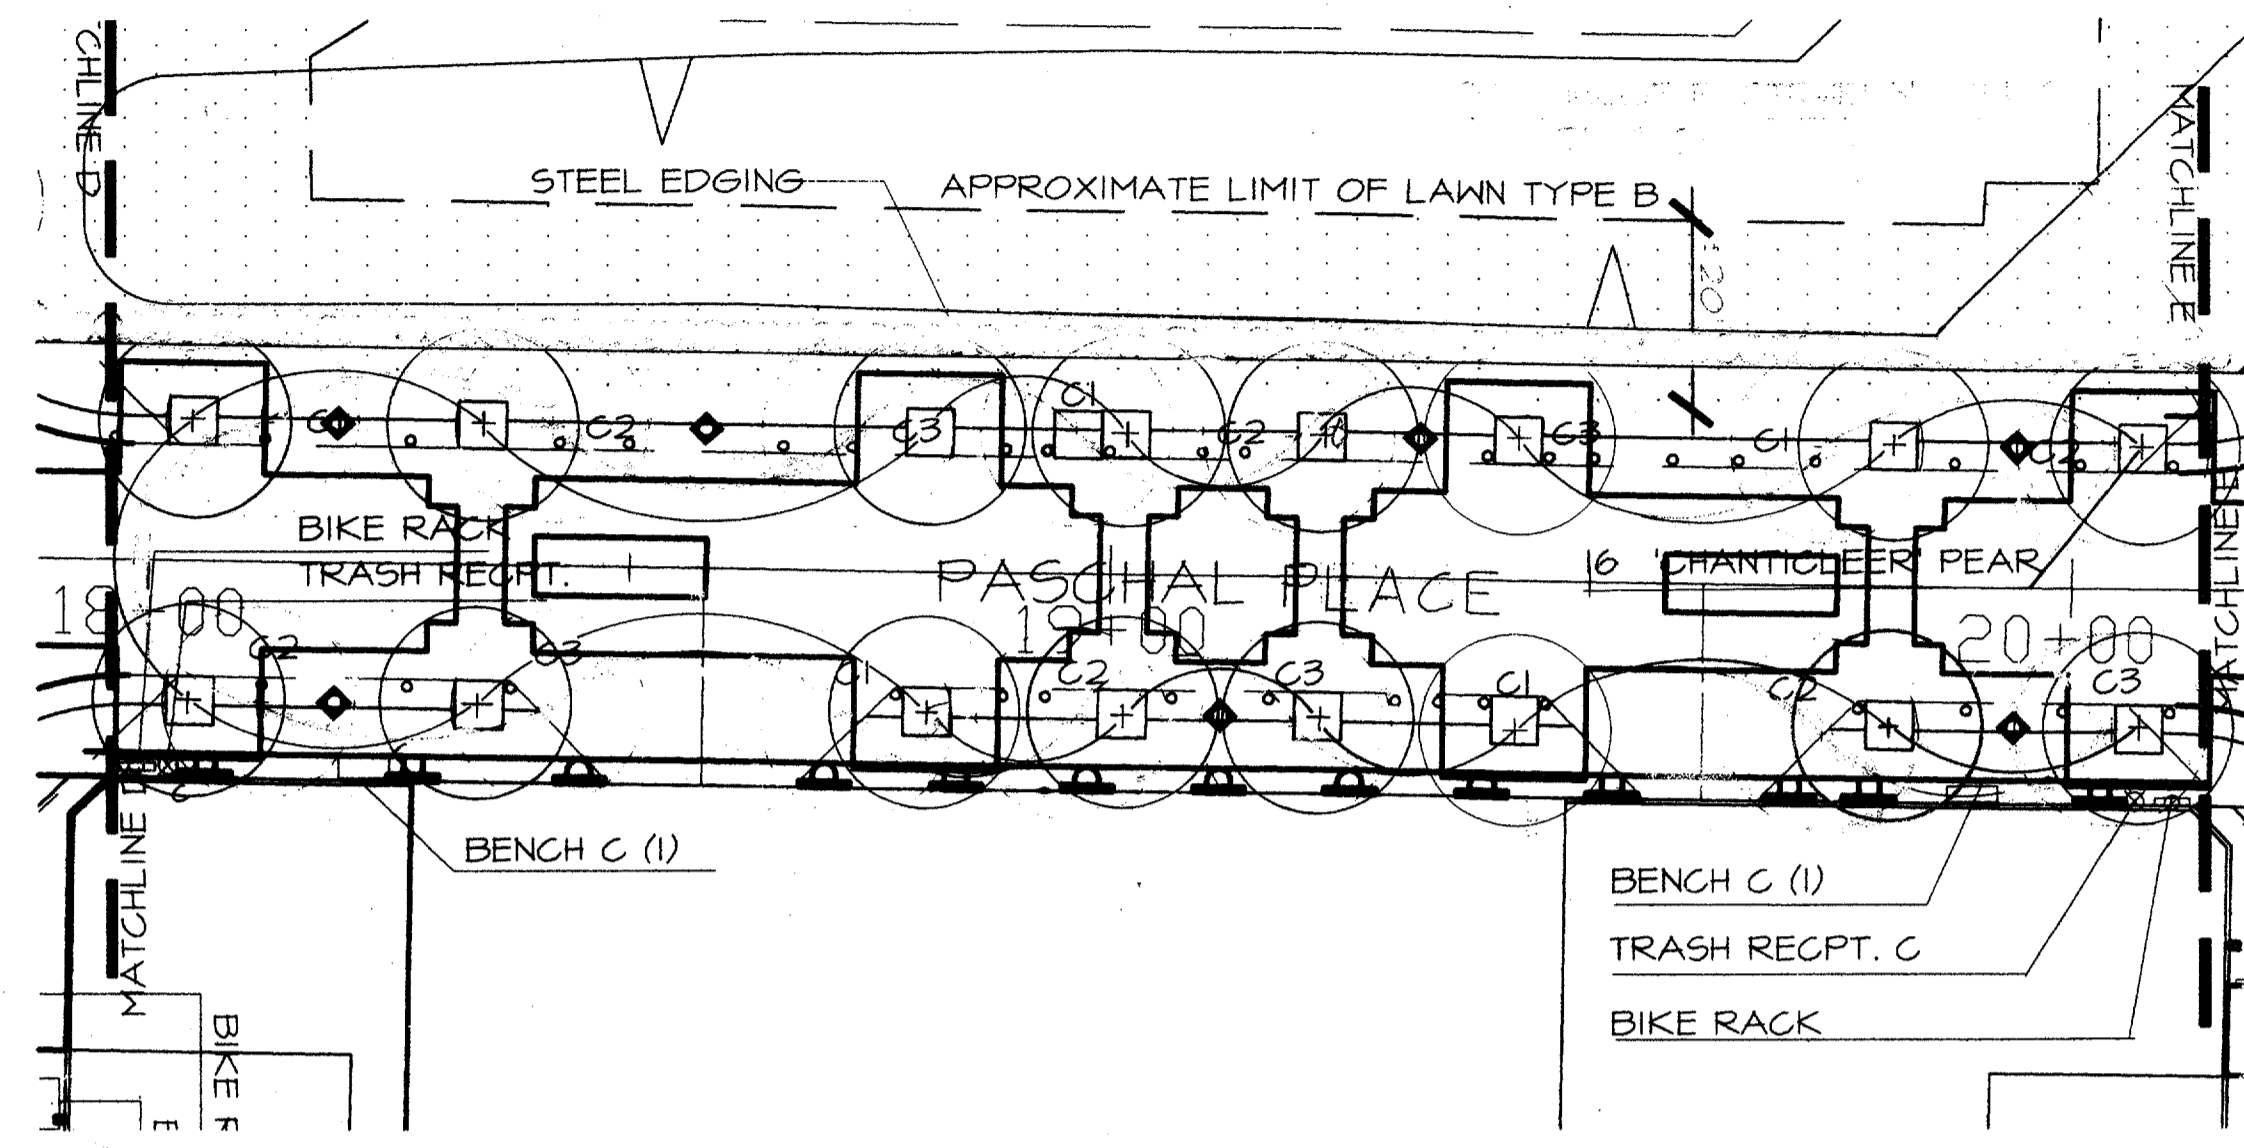 CHLINE D
MATCHLINE E
STEEL EDGING
APPROXIMATE LIMIT OF LAWN TYPE B
20'
C1
C2
C3
C1
C2
C3
C1
C2
BIKE RACK
TRASH RECPT.
PASCHAL PLACE
16 'CHANTICLEER' PEAR
18 00
19+00
20+00
C2
C3
C1
C2
C3
C1
C2
C3
MATCHLINE E
MATCHLINE D
BENCH C (1)
BENCH C (1)
TRASH RECPT. C
BIKE RACK
BIKE R
E